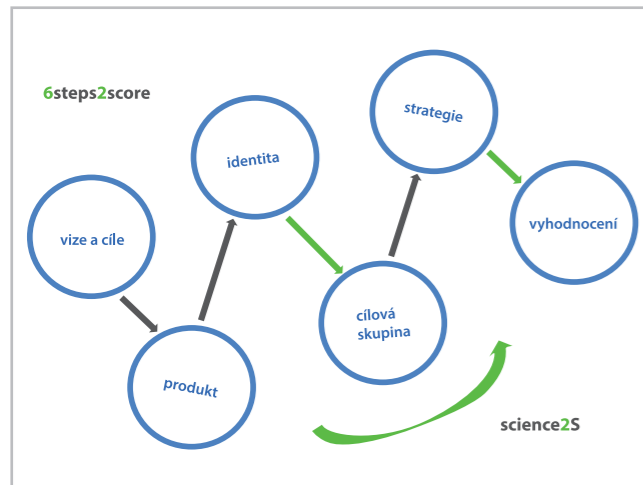 6steps2score
vize a cíle
produkt
identita
cílová
skupina
strategie
vyhodnocení
science2S